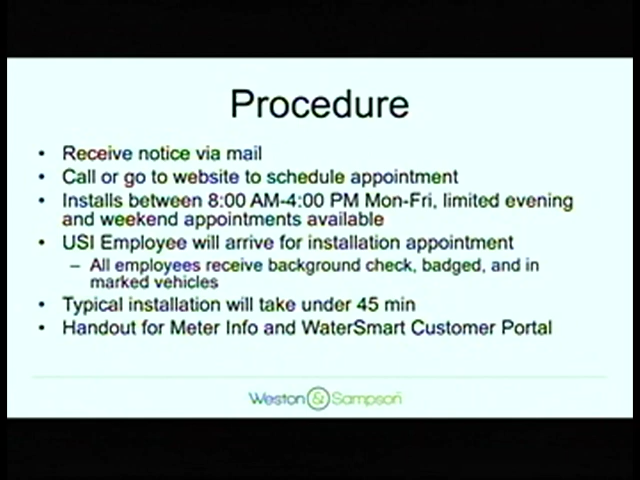 Procedure
• Receive notice via mail
• Call or go to website to schedule appointment
• Installs between 8:00 AM-4:00 PM Mon-Fri, limited evening
and weekend appointments available
• USI Employee will arrive for installation appointment
– All employees receive background check, badged, and in
marked vehicles
• Typical installation will take under 45 min
• Handout for Meter Info and WaterSmart Customer Portal
Weston & Sampson